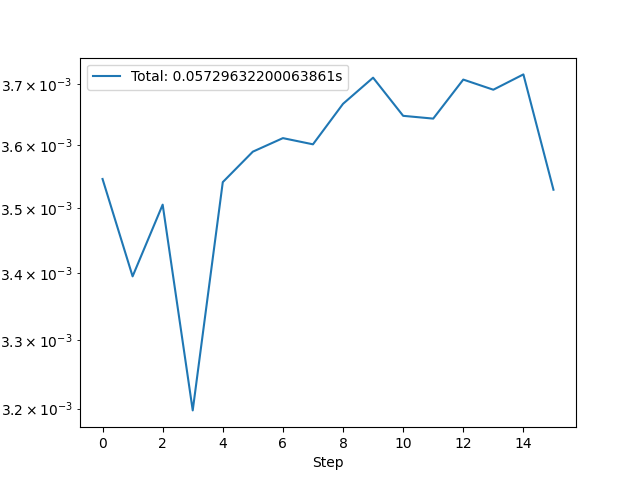 Total: 0.05729632200063861s
3.7 × 10⁻³
3.6 × 10⁻³
3.5 × 10⁻³
3.4 × 10⁻³
3.3 × 10⁻³
3.2 × 10⁻³
0 2 4 6 8 10 12 14
Step